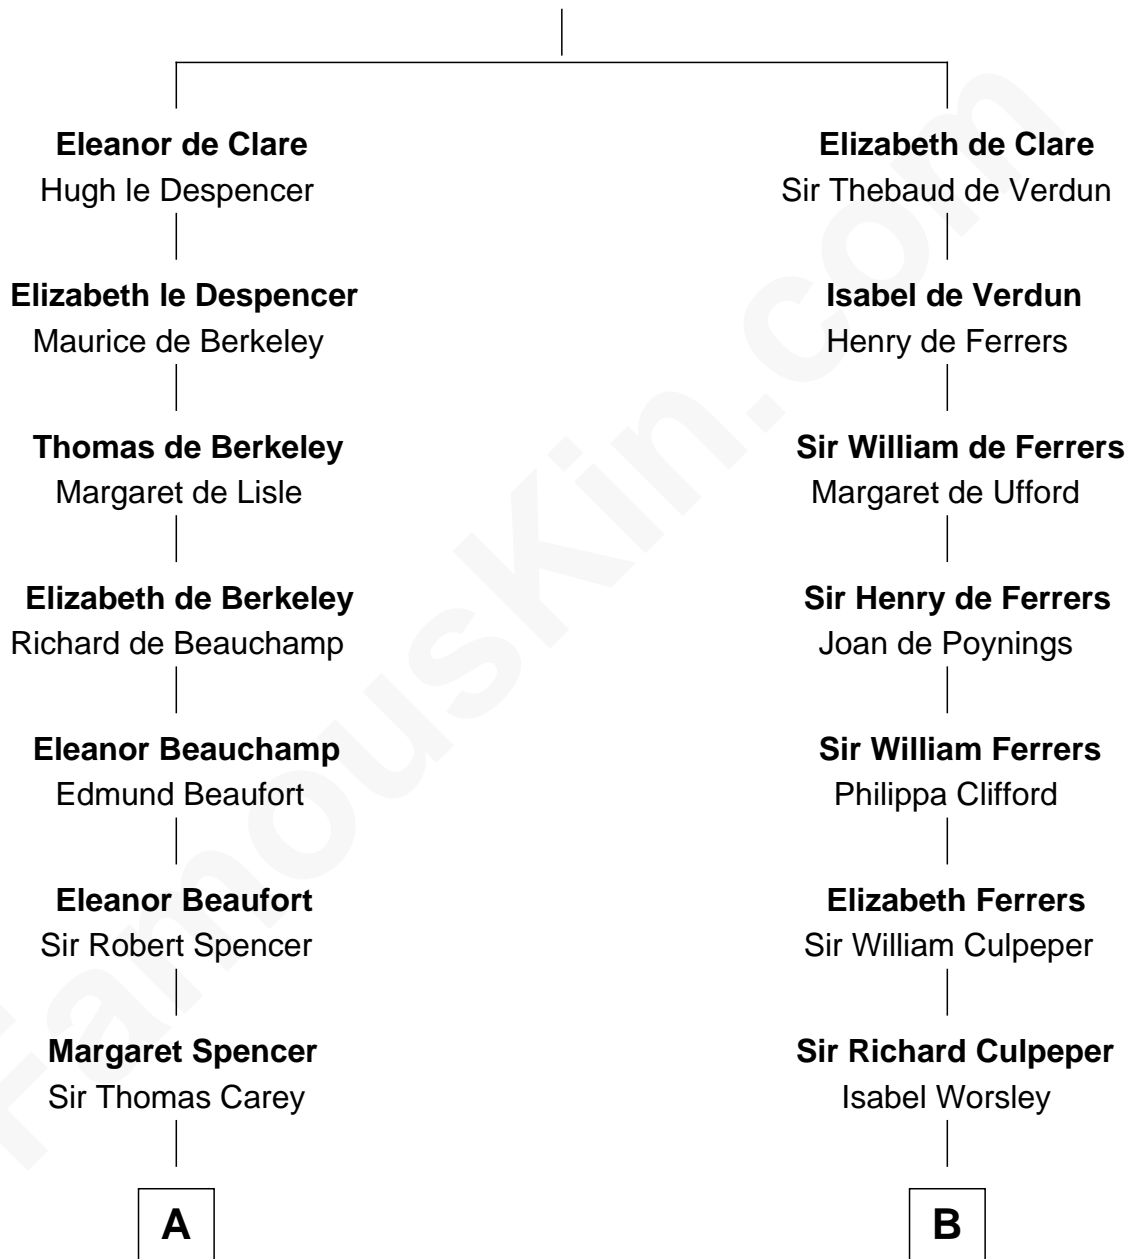 Eleanor de Clare
Hugh le Despencer
Elizabeth le Despencer
Maurice de Berkeley
Thomas de Berkeley
Margaret de Lisle
Elizabeth de Berkeley
Richard de Beauchamp
Eleanor Beauchamp
Edmund Beaufort
Eleanor Beaufort
Sir Robert Spencer
Margaret Spencer
Sir Thomas Carey
A
Elizabeth de Clare
Sir Thebaud de Verdun
Isabel de Verdun
Henry de Ferrers
Sir William de Ferrers
Margaret de Ufford
Sir Henry de Ferrers
Joan de Poynings
Sir William Ferrers
Philippa Clifford
Elizabeth Ferrers
Sir William Culpeper
Sir Richard Culpeper
Isabel Worsley
B
FamousKin.com